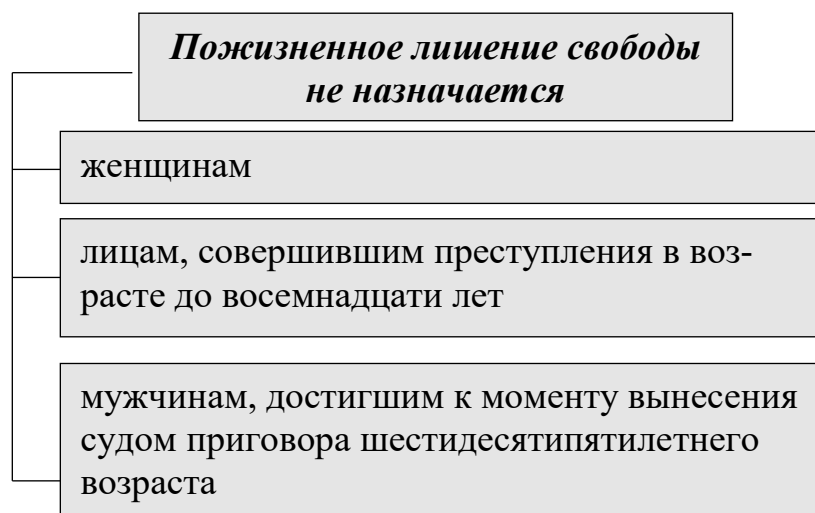 Пожизненное лишение свободы
не назначается
женщинам
лицам, совершившим преступления в воз-
расте до восемнадцати лет
мужчинам, достигшим к моменту вынесения
судом приговора шестидесятипятилетнего
возраста